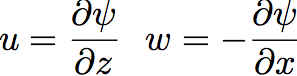 u = ∂ψ/∂z   w = −∂ψ/∂x